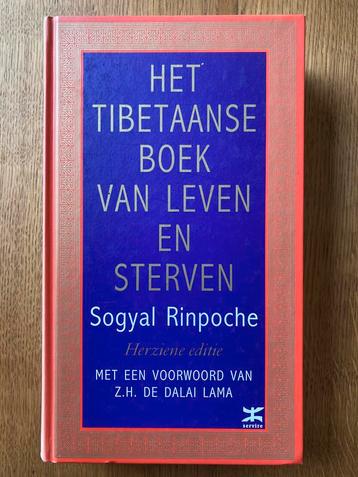 HET
TIBETAANSE
BOEK
VAN LEVEN
EN
STERVEN
Sogyal Rinpoche
Herziene editie
MET EEN VOORWOORD VAN
Z.H. DE DALAI LAMA
servire